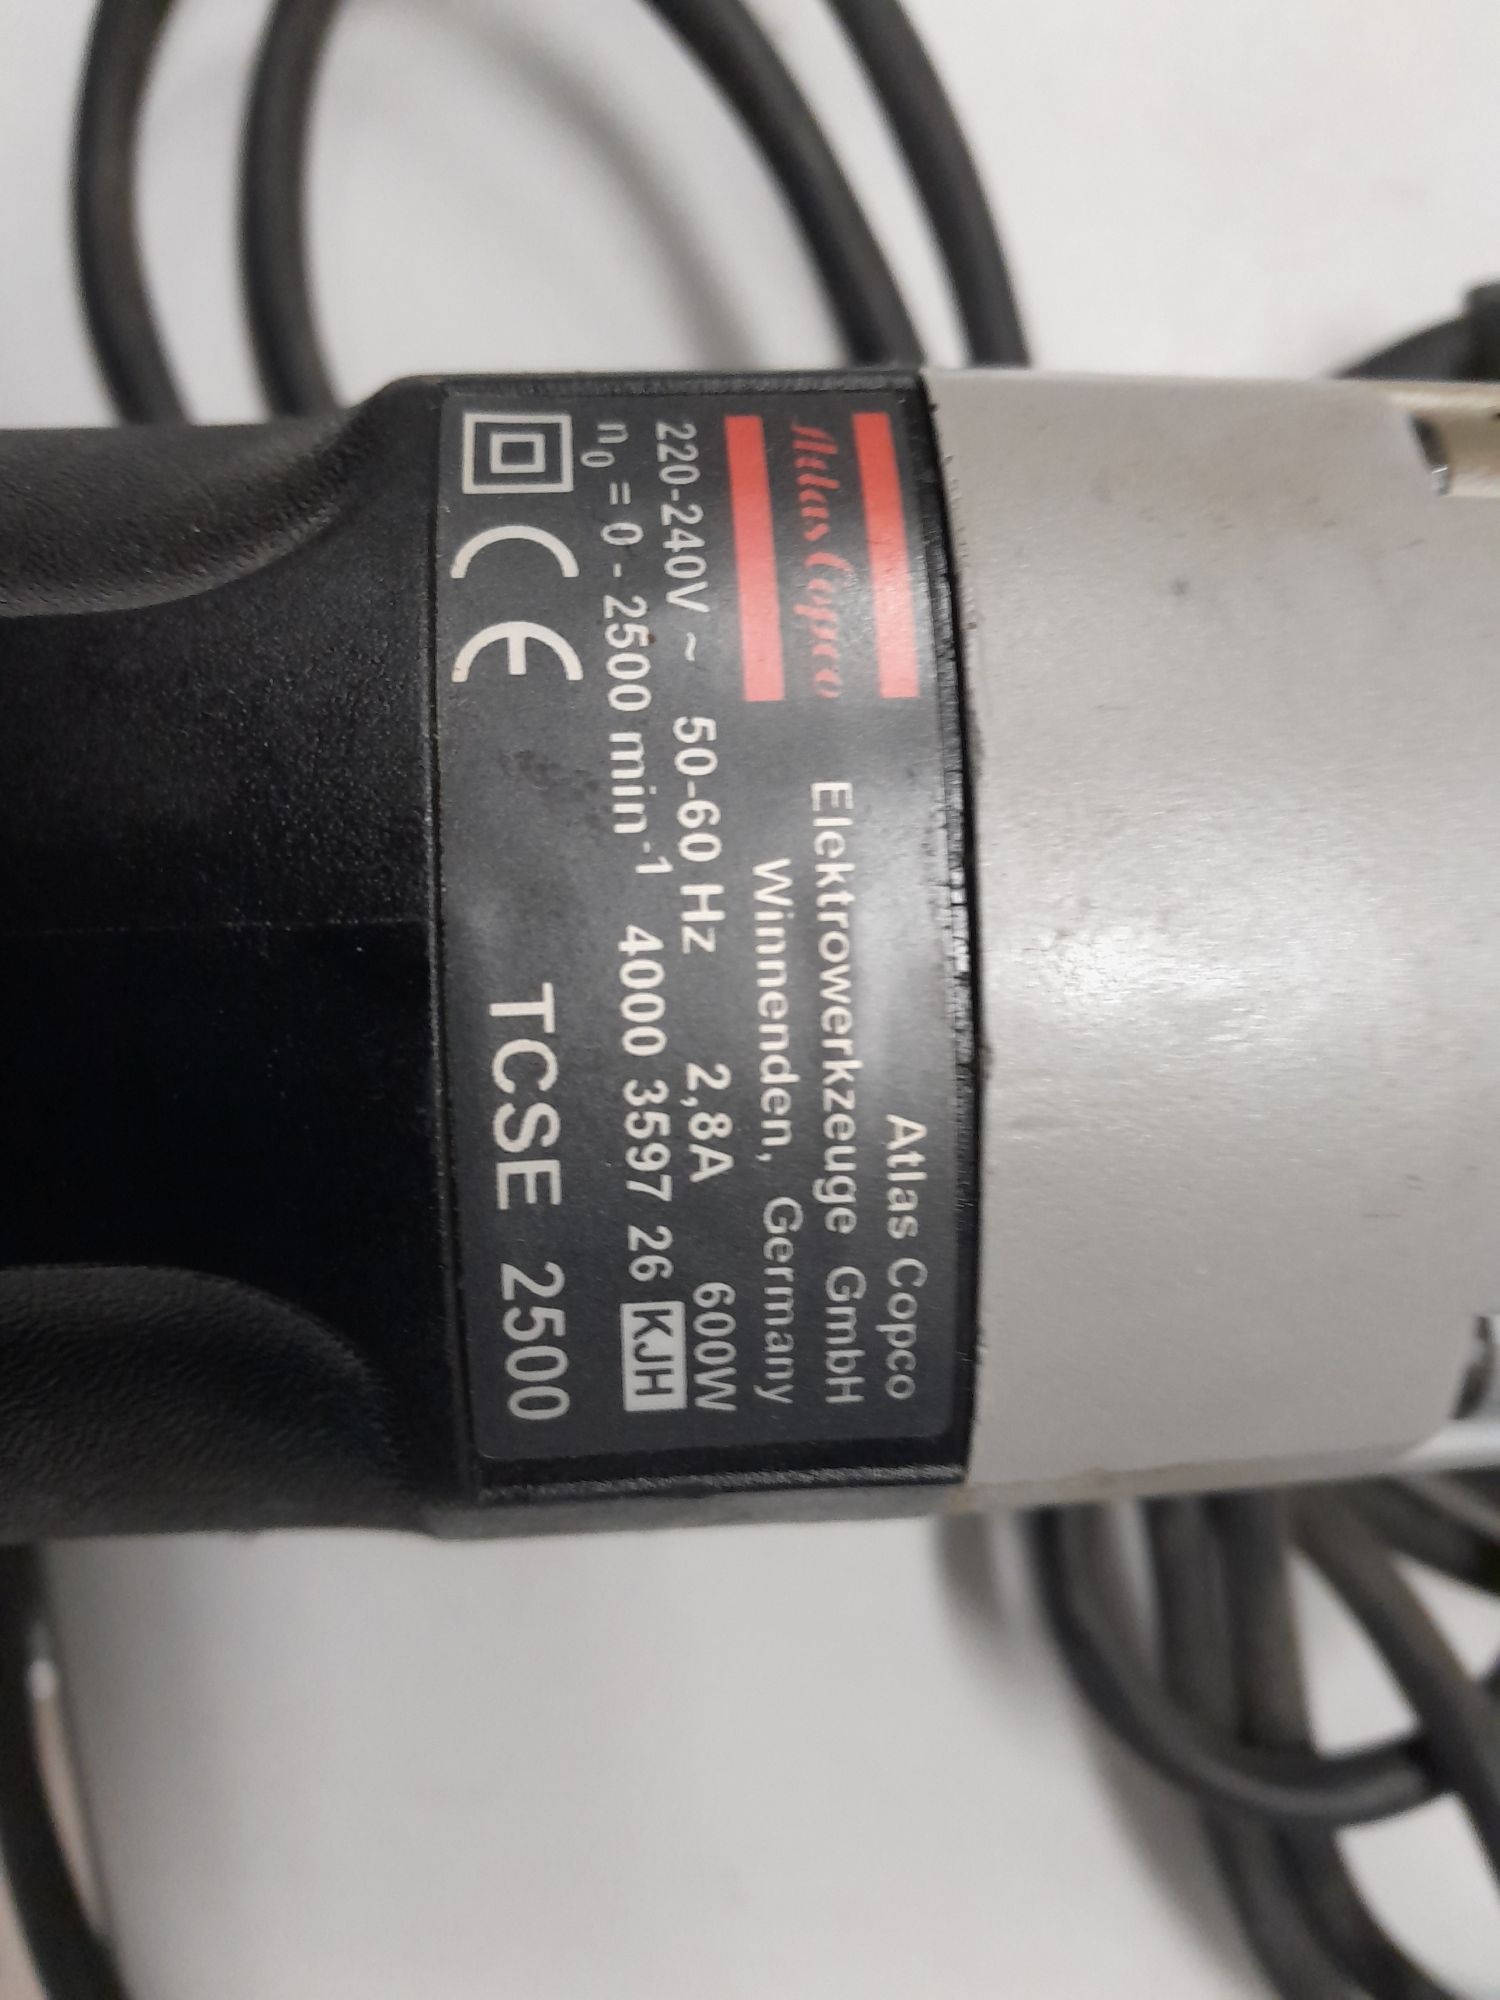 Atlas Copco
Atlas Copco
Elektrowerkzeuge GmbH
Winnenden, Germany
220-240V ~ 50-60 Hz 2,8A 600W
n₀ = 0 - 2500 min⁻¹ 4000 3597 26 KJH
CE TCSE 2500